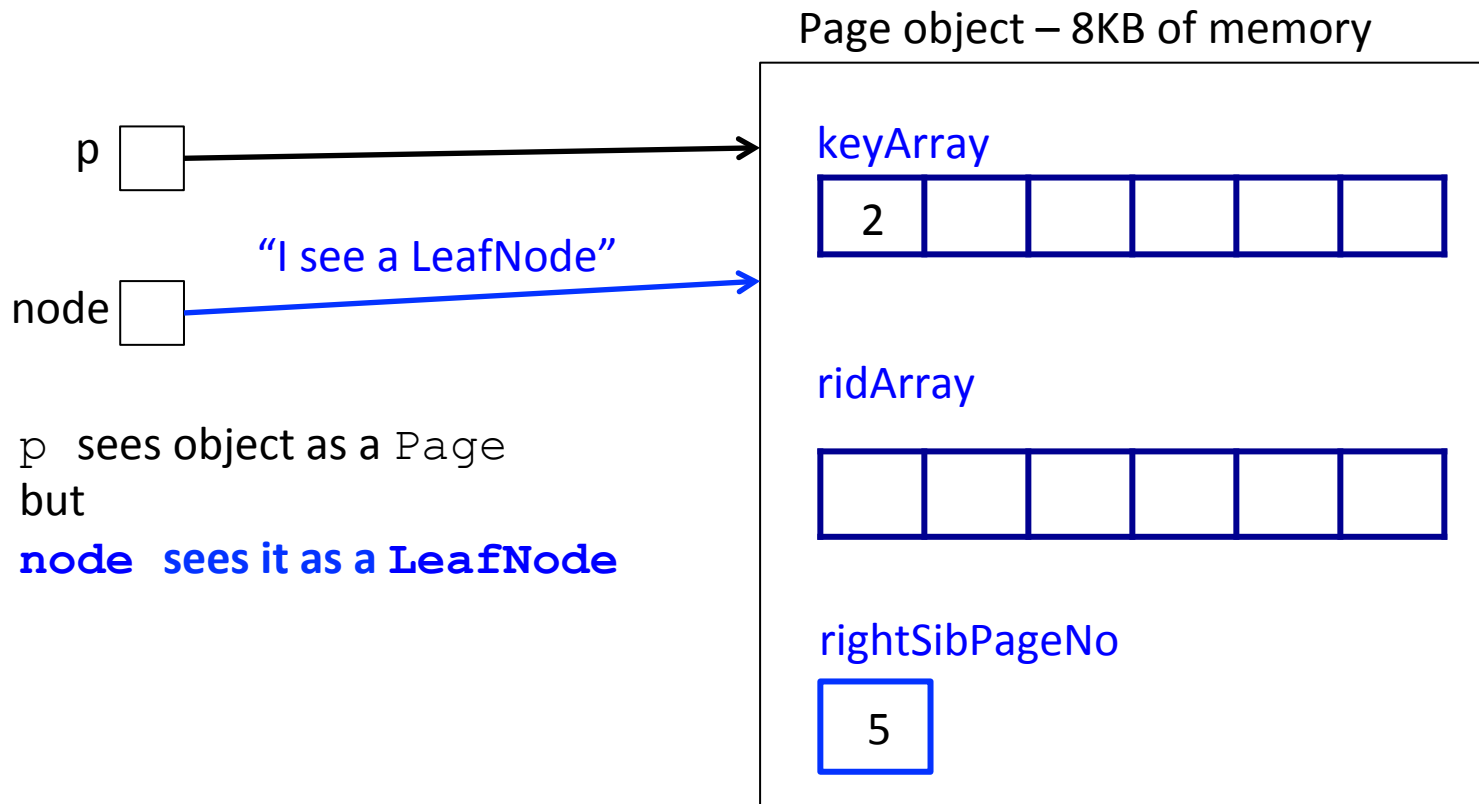 Page object – 8KB of memory
p
“I see a LeafNode”
node
p sees object as a Page
but
node sees it as a LeafNode
keyArray
2
ridArray
rightSibPageNo
5